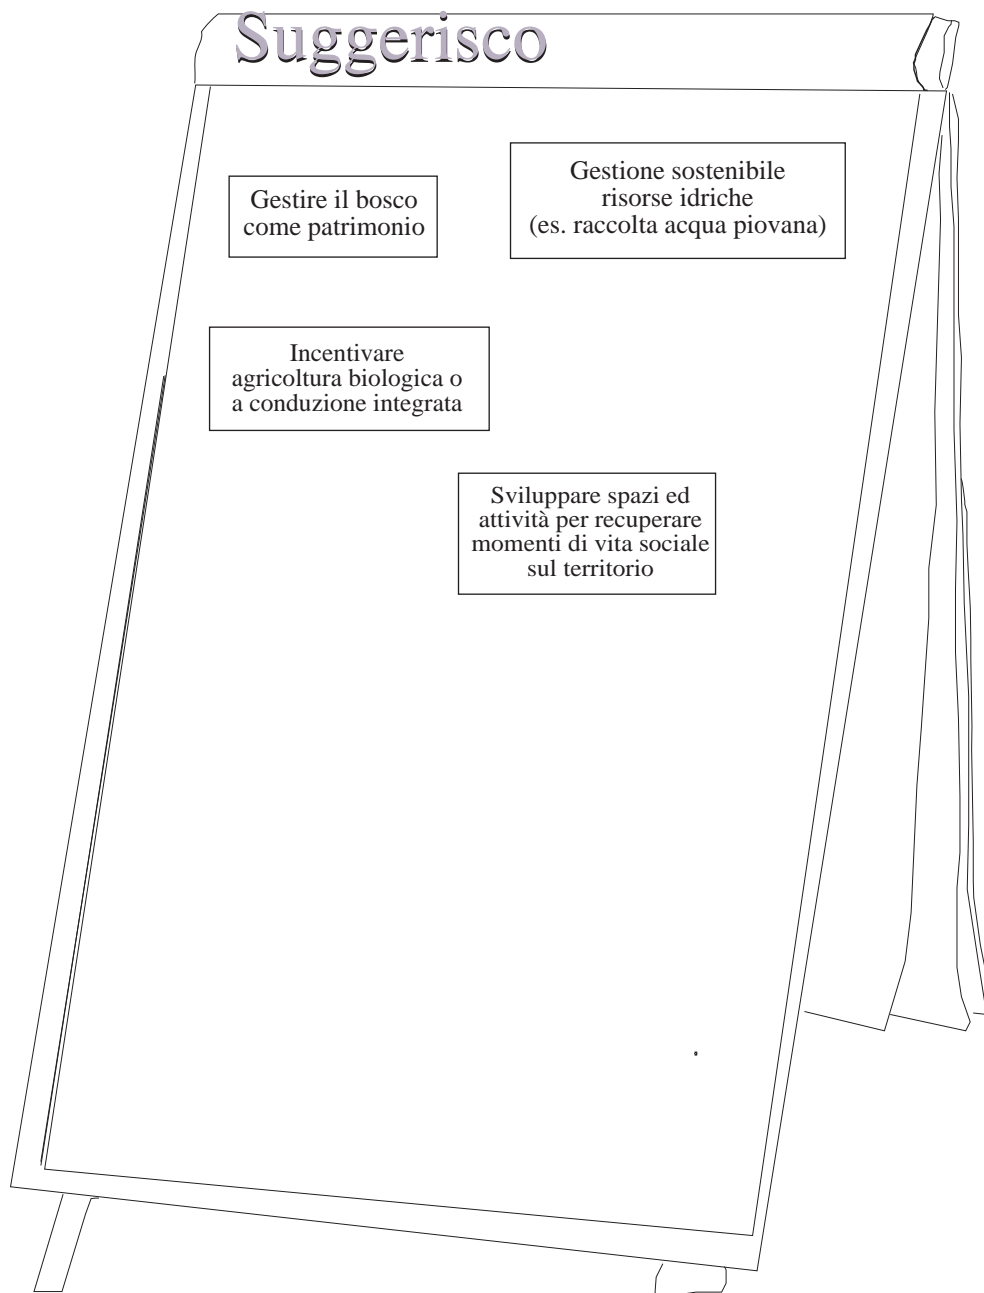 Suggerisco
Gestire il bosco
come patrimonio
Gestione sostenibile
risorse idriche
(es. raccolta acqua piovana)
Incentivare
agricoltura biologica o
a conduzione integrata
Sviluppare spazi ed
attività per recuperare
momenti di vita sociale
sul territorio